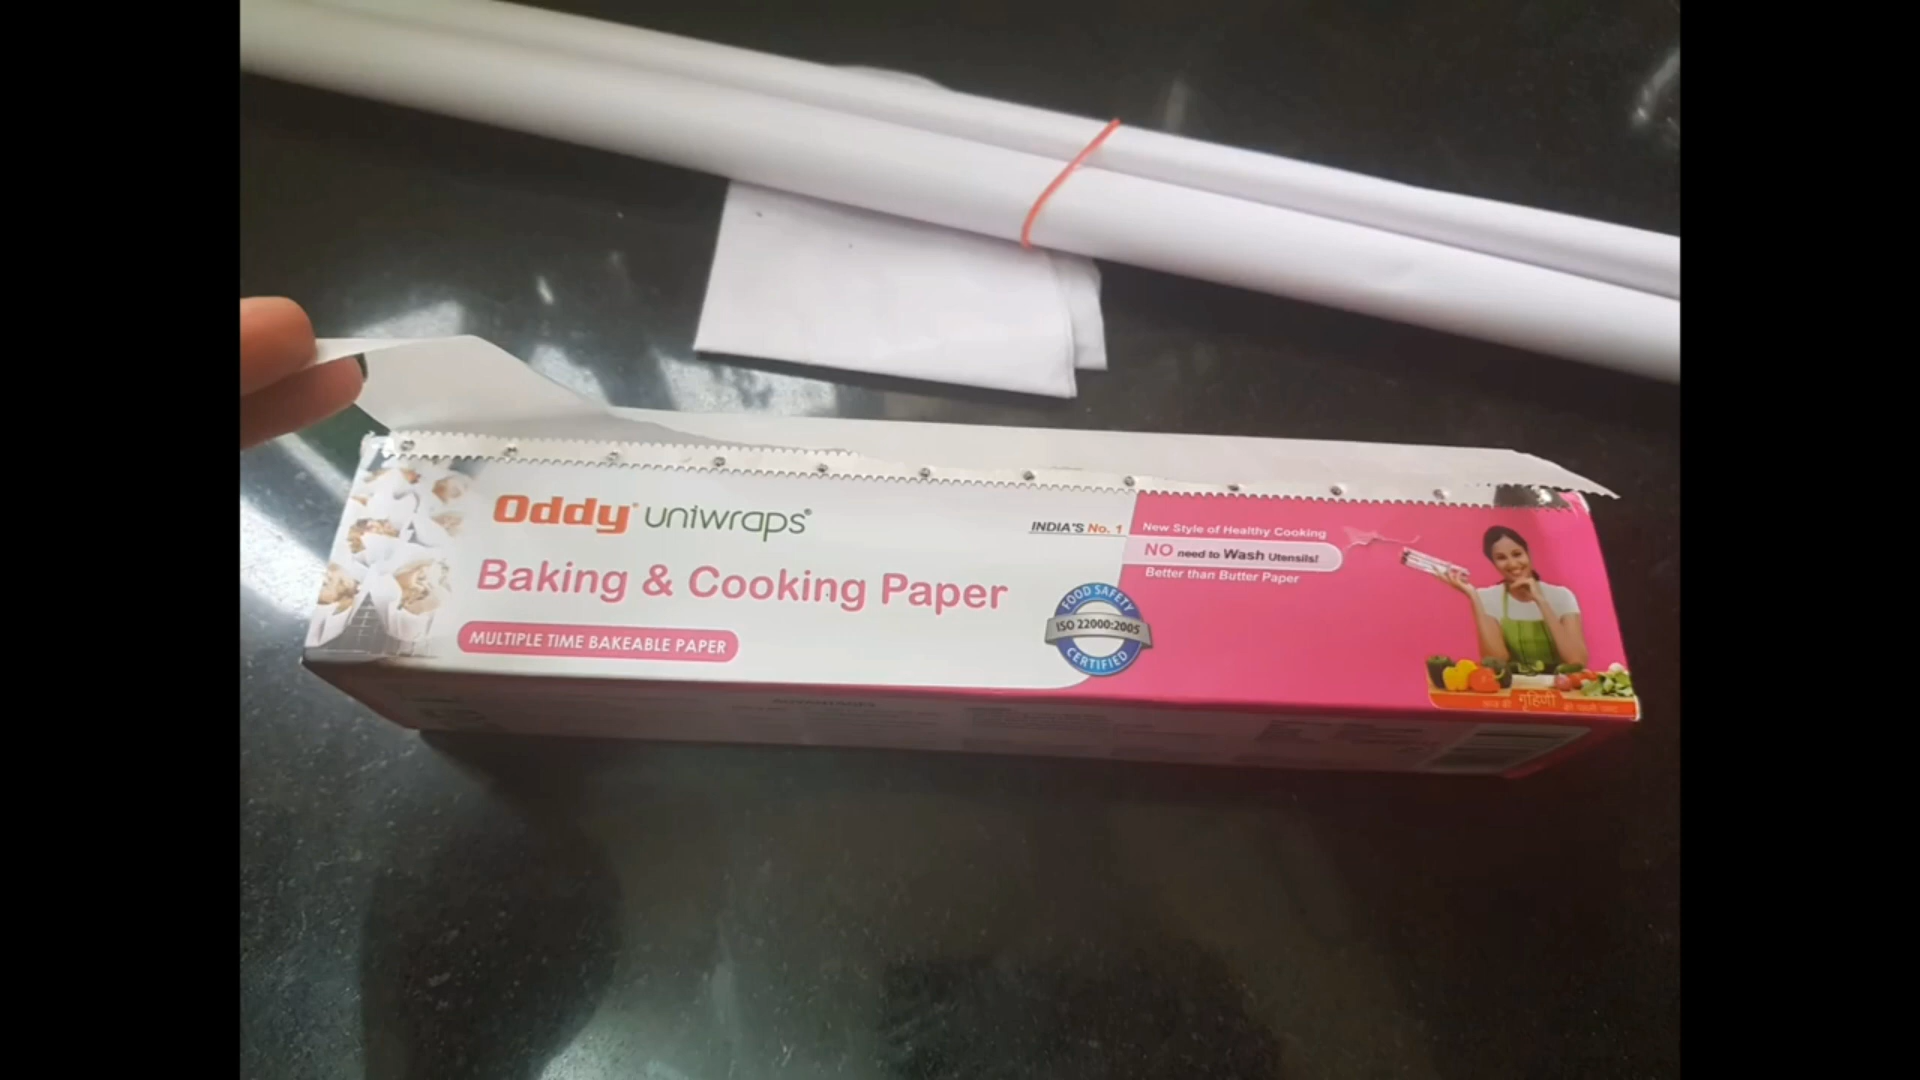 Oddy uniwraps®
Baking & Cooking Paper
MULTIPLE TIME BAKEABLE PAPER
INDIA'S No. 1
FOOD SAFETY
ISO 22000:2005
CERTIFIED
New Style of Healthy Cooking
NO need to Wash Utensils!
Better than Butter Paper
गृहिणी